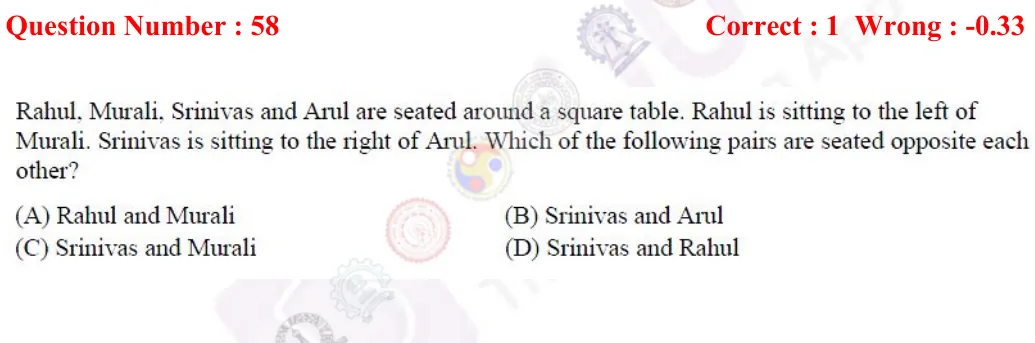 Question Number : 58 Correct : 1 Wrong : -0.33
Rahul, Murali, Srinivas and Arul are seated around a square table. Rahul is sitting to the left of
Murali. Srinivas is sitting to the right of Arul. Which of the following pairs are seated opposite each
other?
(A) Rahul and Murali (B) Srinivas and Arul
(C) Srinivas and Murali (D) Srinivas and Rahul